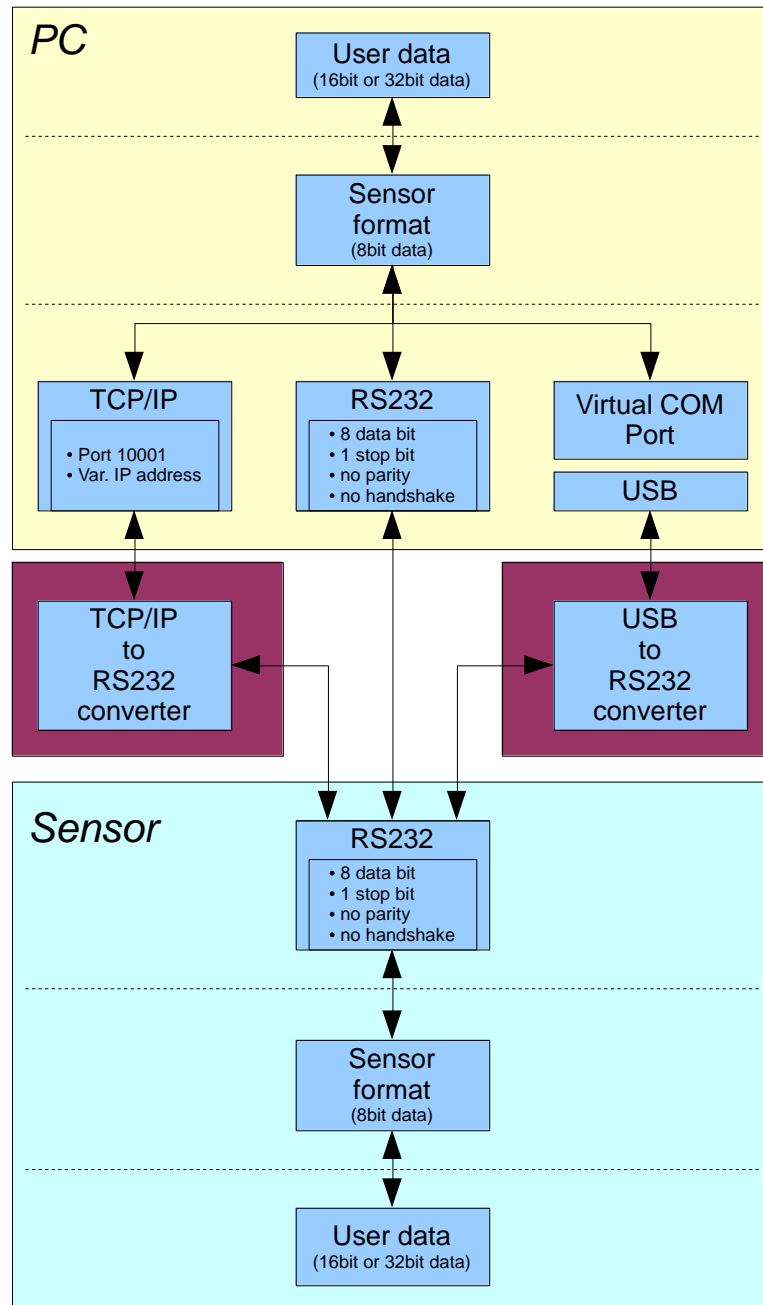 PC
User data
(16bit or 32bit data)
Sensor
format
(8bit data)
TCP/IP
• Port 10001
• Var. IP address
RS232
• 8 data bit
• 1 stop bit
• no parity
• no handshake
Virtual COM
Port
USB
TCP/IP
to
RS232
converter
USB
to
RS232
converter
Sensor
RS232
• 8 data bit
• 1 stop bit
• no parity
• no handshake
Sensor
format
(8bit data)
User data
(16bit or 32bit data)